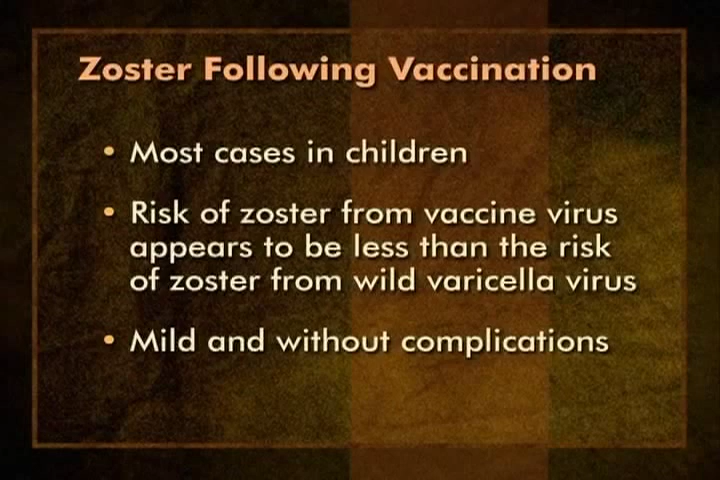 Zoster Following Vaccination
• Most cases in children
• Risk of zoster from vaccine virus
appears to be less than the risk
of zoster from wild varicella virus
• Mild and without complications